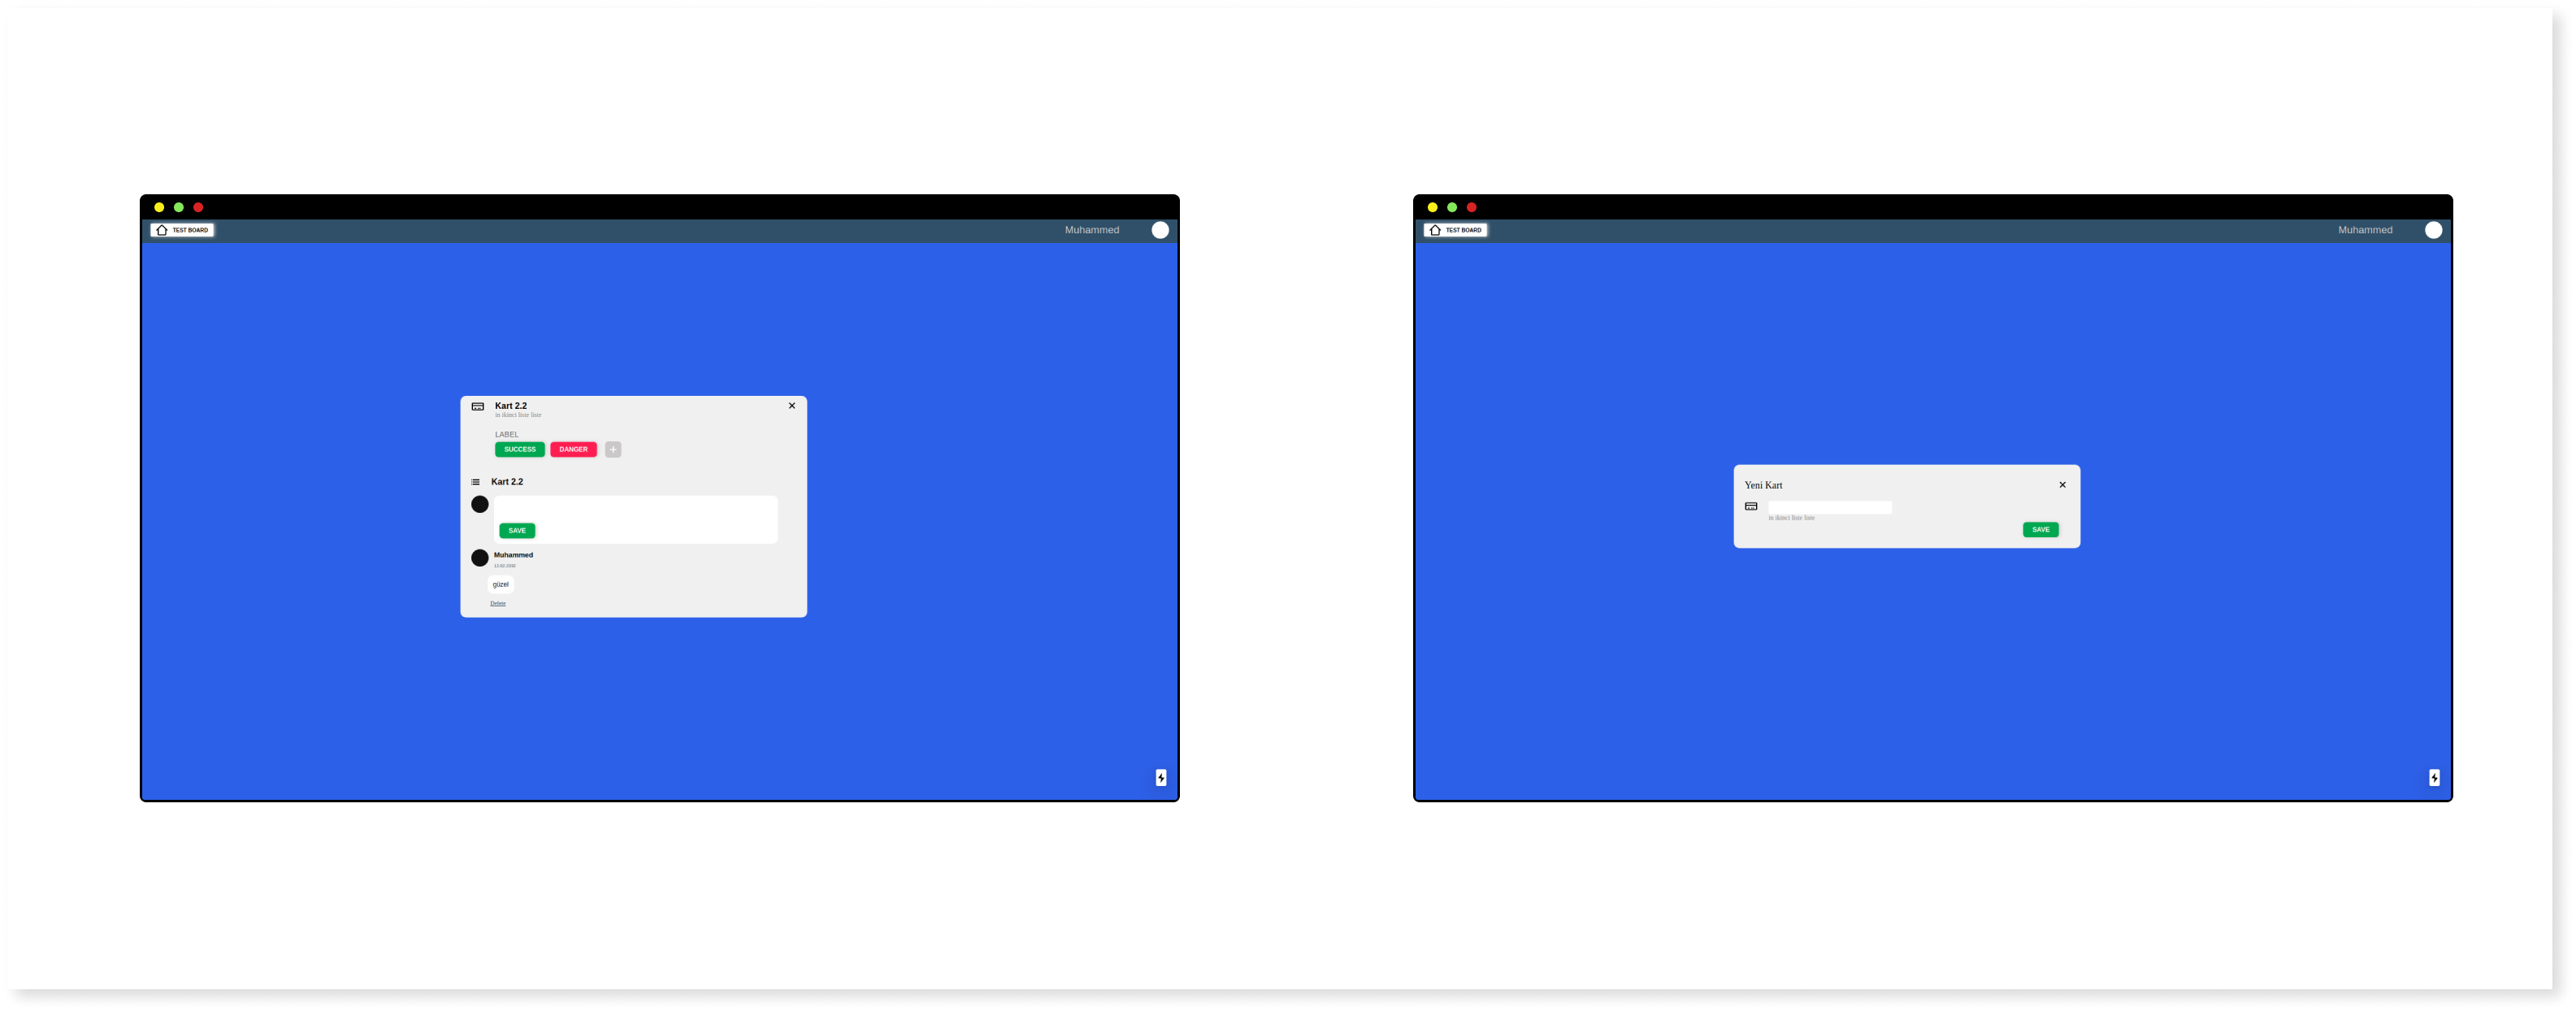 TEST BOARD
Muhammed
Kart 2.2
in ikinci liste liste
LABEL
SUCCESS
DANGER
+
Kart 2.2
SAVE
Muhammed
güzel
Delete
TEST BOARD
Muhammed
Yeni Kart
in ikinci liste liste
SAVE